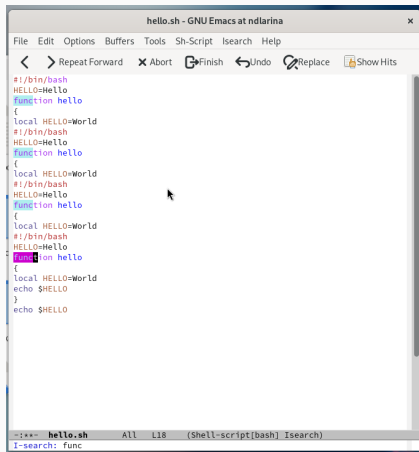 hello.sh - GNU Emacs at ndlarina
File Edit Options Buffers Tools Sh-Script Isearch Help
Repeat Forward Abort Finish Undo Replace Show Hits
#!/bin/bash
HELLO=Hello
function hello
{
local HELLO=World
#!/bin/bash
HELLO=Hello
function hello
{
local HELLO=World
#!/bin/bash
HELLO=Hello
function hello
{
local HELLO=World
#!/bin/bash
HELLO=Hello
function hello
{
local HELLO=World
echo $HELLO
}
echo $HELLO
-:**- hello.sh All L18 (Shell-script[bash] Isearch)
I-search: func